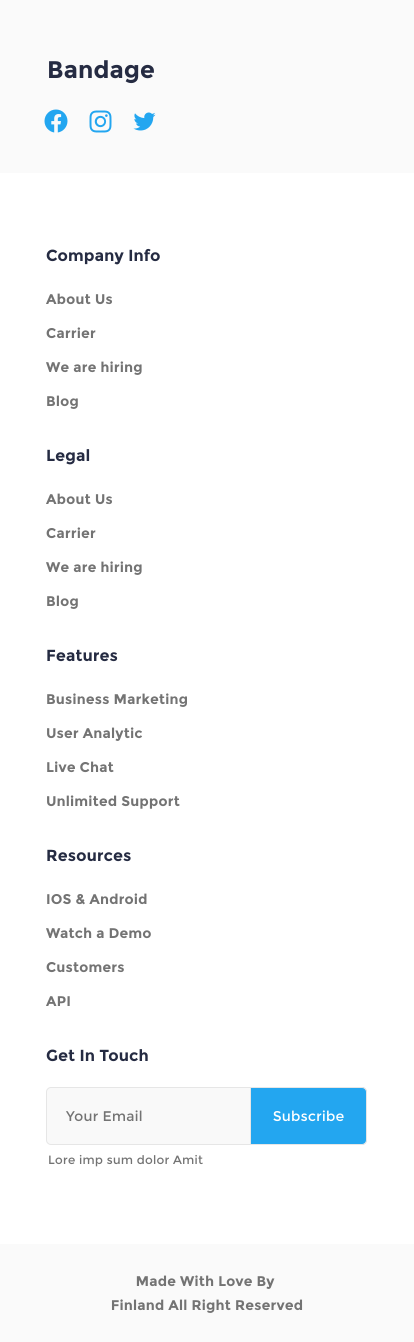 Bandage
Company Info
About Us
Carrier
We are hiring
Blog
Legal
About Us
Carrier
We are hiring
Blog
Features
Business Marketing
User Analytic
Live Chat
Unlimited Support
Resources
IOS & Android
Watch a Demo
Customers
API
Get In Touch
Your Email
Subscribe
Lore imp sum dolor Amit
Made With Love By
Finland All Right Reserved